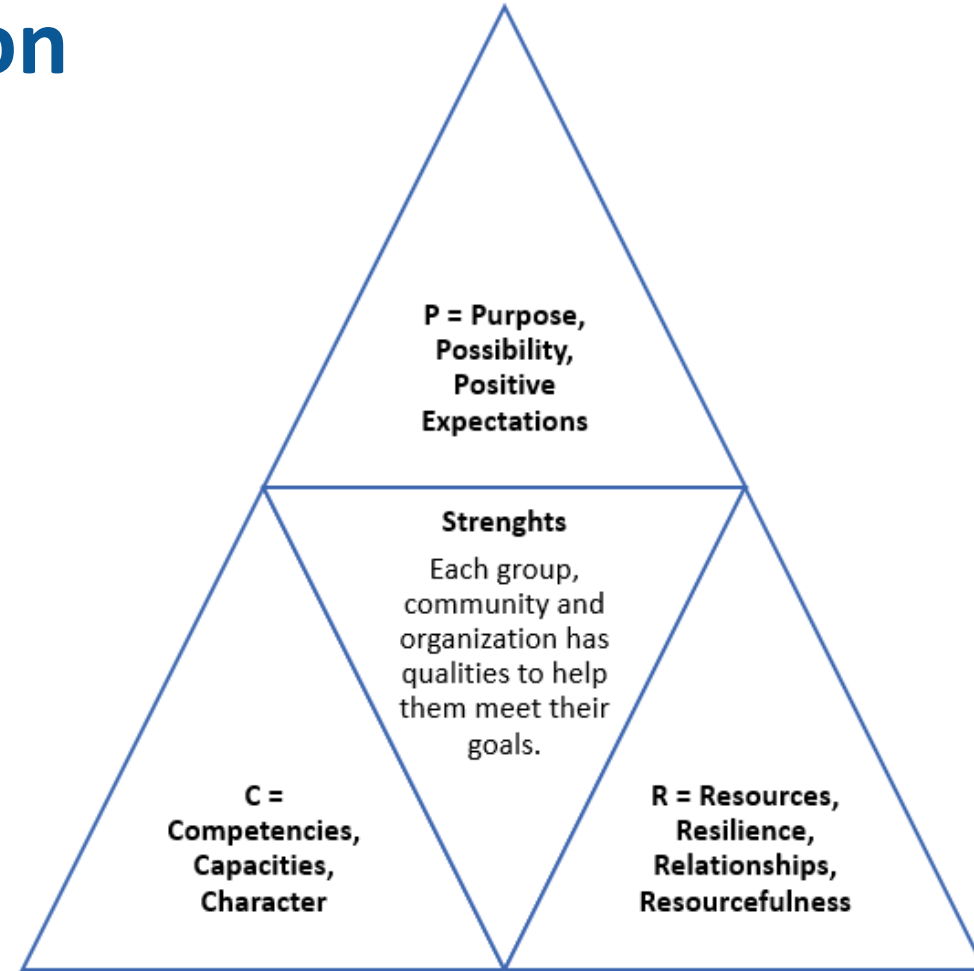 on
P = Purpose,
Possibility,
Positive
Expectations
Strenghts
Each group,
community and
organization has
qualities to help
them meet their
goals.
C =
Competencies,
Capacities,
Character
R = Resources,
Resilience,
Relationships,
Resourcefulness